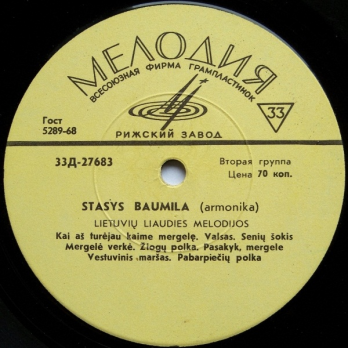 МЕЛОДИЯ
ВСЕСОЮЗНАЯ ФИРМА ГРАМПЛАСТИНОК
33
Гост
5289-68
РИЖСКИЙ ЗАВОД
33Д-27683
Вторая группа
Цена 70 коп.
STASYS BAUMILA (armonika)
LIETUVIŲ LIAUDIES MELODIJOS
Kai aš turėjau kaime mergelę. Valsas. Senių šokis
Mergelė verkė. Žiogų polka. Pasakyk, mergele
Vestuvinis maršas. Pabarpiečių polka